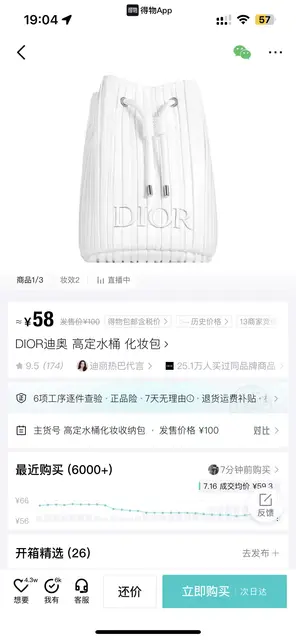 19:04
得物App
57
DIOR
商品1/3
妆效2
直播中
≈¥58 发售价¥100 得物包邮含税价 历史价格 13商家
DIOR迪奥 高定水桶 化妆包
9.5 (174) 迪丽热巴代言 25.1万人买过同品牌商品
6项工序逐件查验 · 正品险 · 7天无理由 · 退货运费补贴
主货号 高定水桶化妆收纳包 · 发售价格 ¥100 对比
最近购买 (6000+) 7分钟前购买
7.16 成交均价 ¥59.3
¥66
¥56
反馈
开箱精选 (26) 去发布 +
4.3w
6k
想要
我有
客服
还价
立即购买 次日达